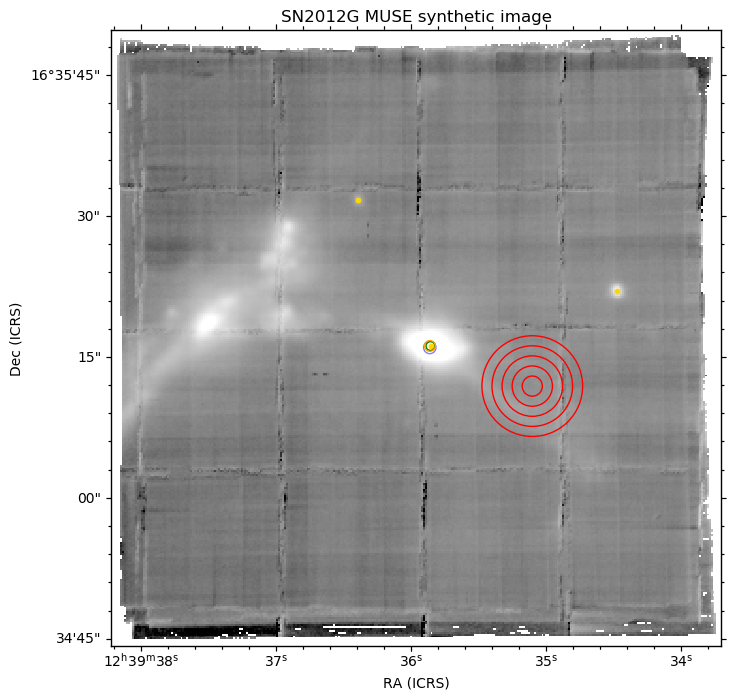 SN2012G MUSE synthetic image
16°35'45"
30"
15"
00"
34'45"
Dec (ICRS)
12ʰ39ᵐ38ˢ 37ˢ 36ˢ 35ˢ 34ˢ
RA (ICRS)